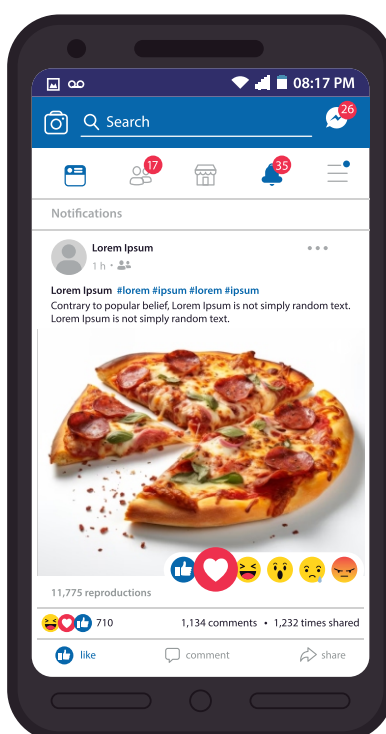 08:17 PM
Search
26
17
35
Notifications
Lorem Ipsum
1 h
Lorem Ipsum #lorem #ipsum #lorem #ipsum
Contrary to popular belief, Lorem Ipsum is not simply random text.
Lorem Ipsum is not simply random text.
11,775 reproductions
710 1,134 comments • 1,232 times shared
like comment share